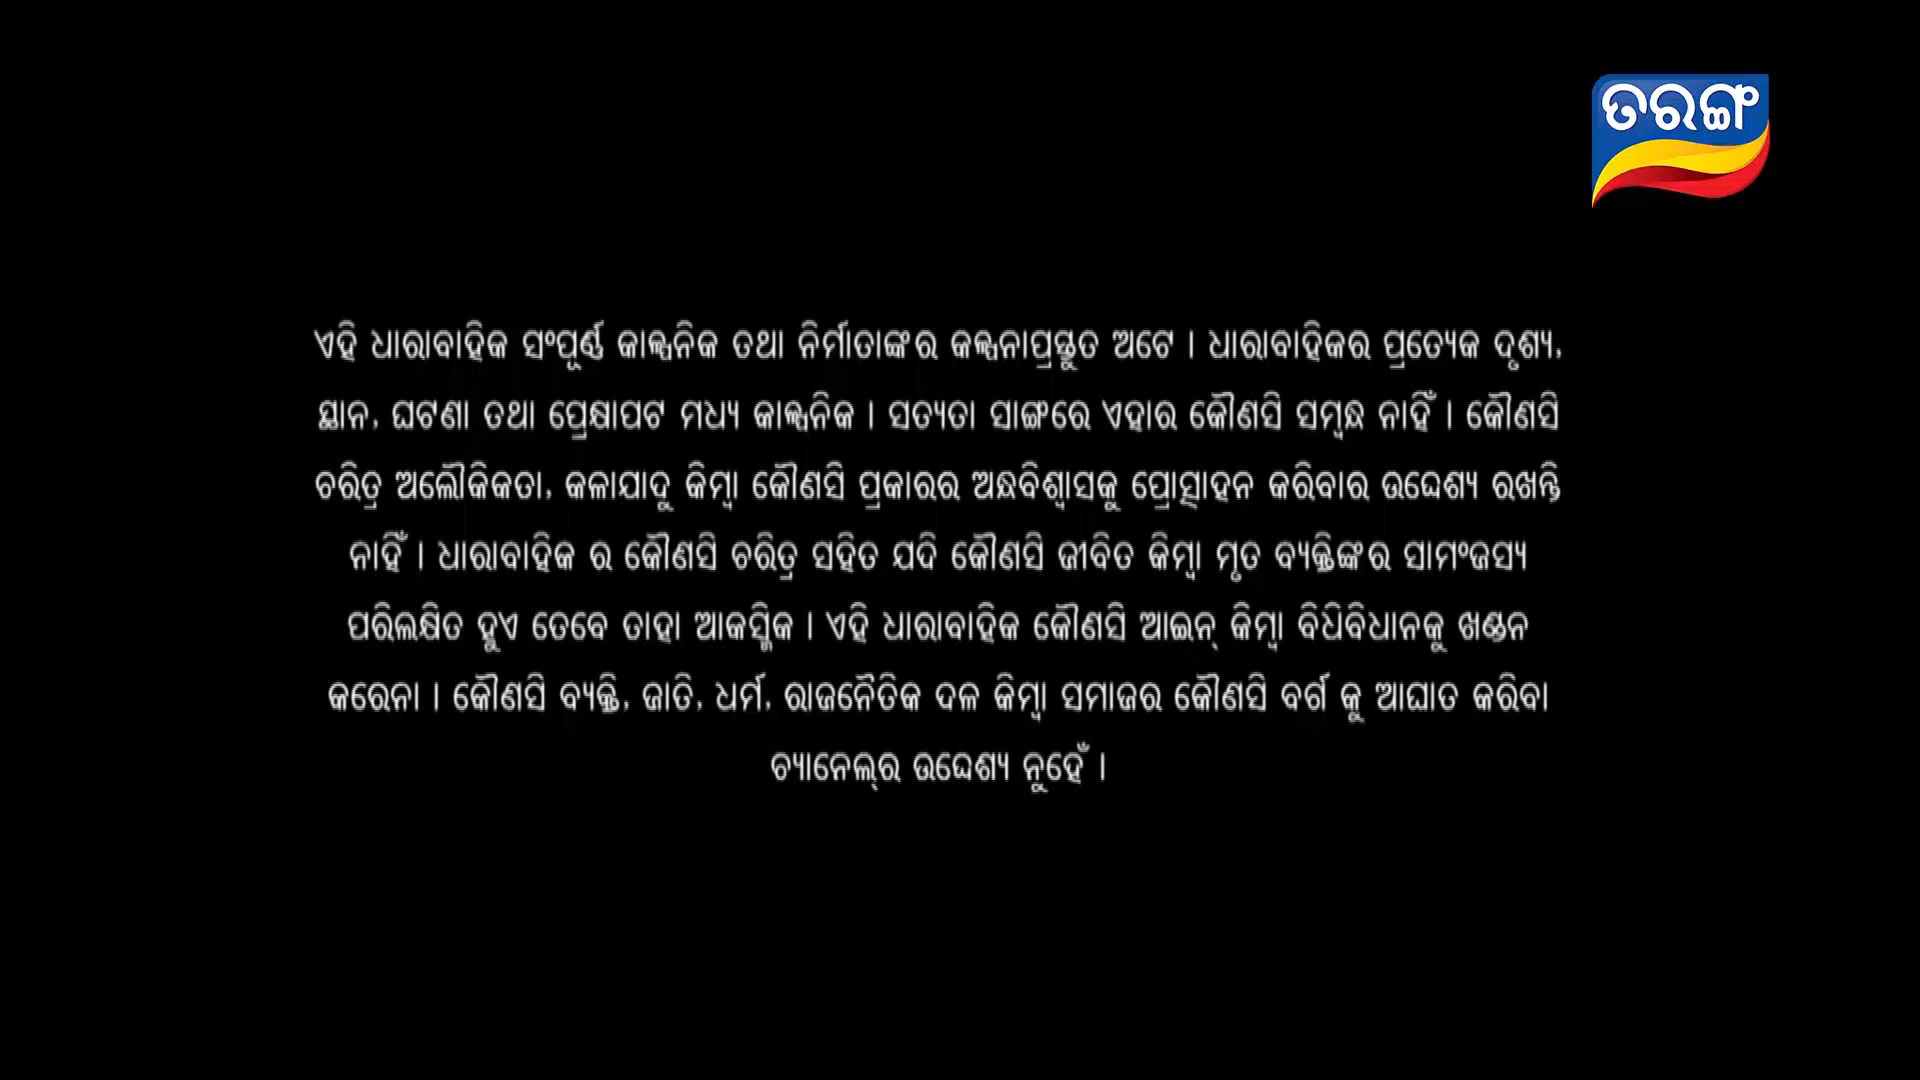 ତରଙ୍ଗ
ଏହି ଧାରାବାହିକ ସଂପୂର୍ଣ୍ଣ କାଳ୍ପନିକ ତଥା ନିର୍ମାତାଙ୍କର କଳ୍ପନାପ୍ରସ୍ତୁତ ଅଟେ । ଧାରାବାହିକର ପ୍ରତ୍ୟେକ ଦୃଶ୍ୟ,
ସ୍ଥାନ, ଘଟଣା ତଥା ପ୍ରେକ୍ଷାପଟ ମଧ୍ୟ କାଳ୍ପନିକ । ସତ୍ୟତା ସାଙ୍ଗରେ ଏହାର କୌଣସି ସମ୍ବନ୍ଧ ନାହିଁ । କୌଣସି
ଚରିତ୍ର ଅଲୌକିକତା, କଳାଯାଦୁ କିମ୍ବା କୌଣସି ପ୍ରକାରର ଅନ୍ଧବିଶ୍ୱାସକୁ ପ୍ରୋତ୍ସାହନ କରିବାର ଉଦ୍ଦେଶ୍ୟ ରଖନ୍ତି
ନାହିଁ । ଧାରାବାହିକ ର କୌଣସି ଚରିତ୍ର ସହିତ ଯଦି କୌଣସି ଜୀବିତ କିମ୍ବା ମୃତ ବ୍ୟକ୍ତିଙ୍କର ସାମଂଜସ୍ୟ
ପରିଲକ୍ଷିତ ହୁଏ ତେବେ ତାହା ଆକସ୍ମିକ । ଏହି ଧାରାବାହିକ କୌଣସି ଆଇନ୍ କିମ୍ବା ବିଧିବିଧାନକୁ ଖଣ୍ଡନ
କରେନା । କୌଣସି ବ୍ୟକ୍ତି, ଜାତି, ଧର୍ମ, ରାଜନୈତିକ ଦଳ କିମ୍ବା ସମାଜର କୌଣସି ବର୍ଗ କୁ ଆଘାତ କରିବା
ଚ୍ୟାନେଲ୍‌ର ଉଦ୍ଦେଶ୍ୟ ନୁହେଁ ।